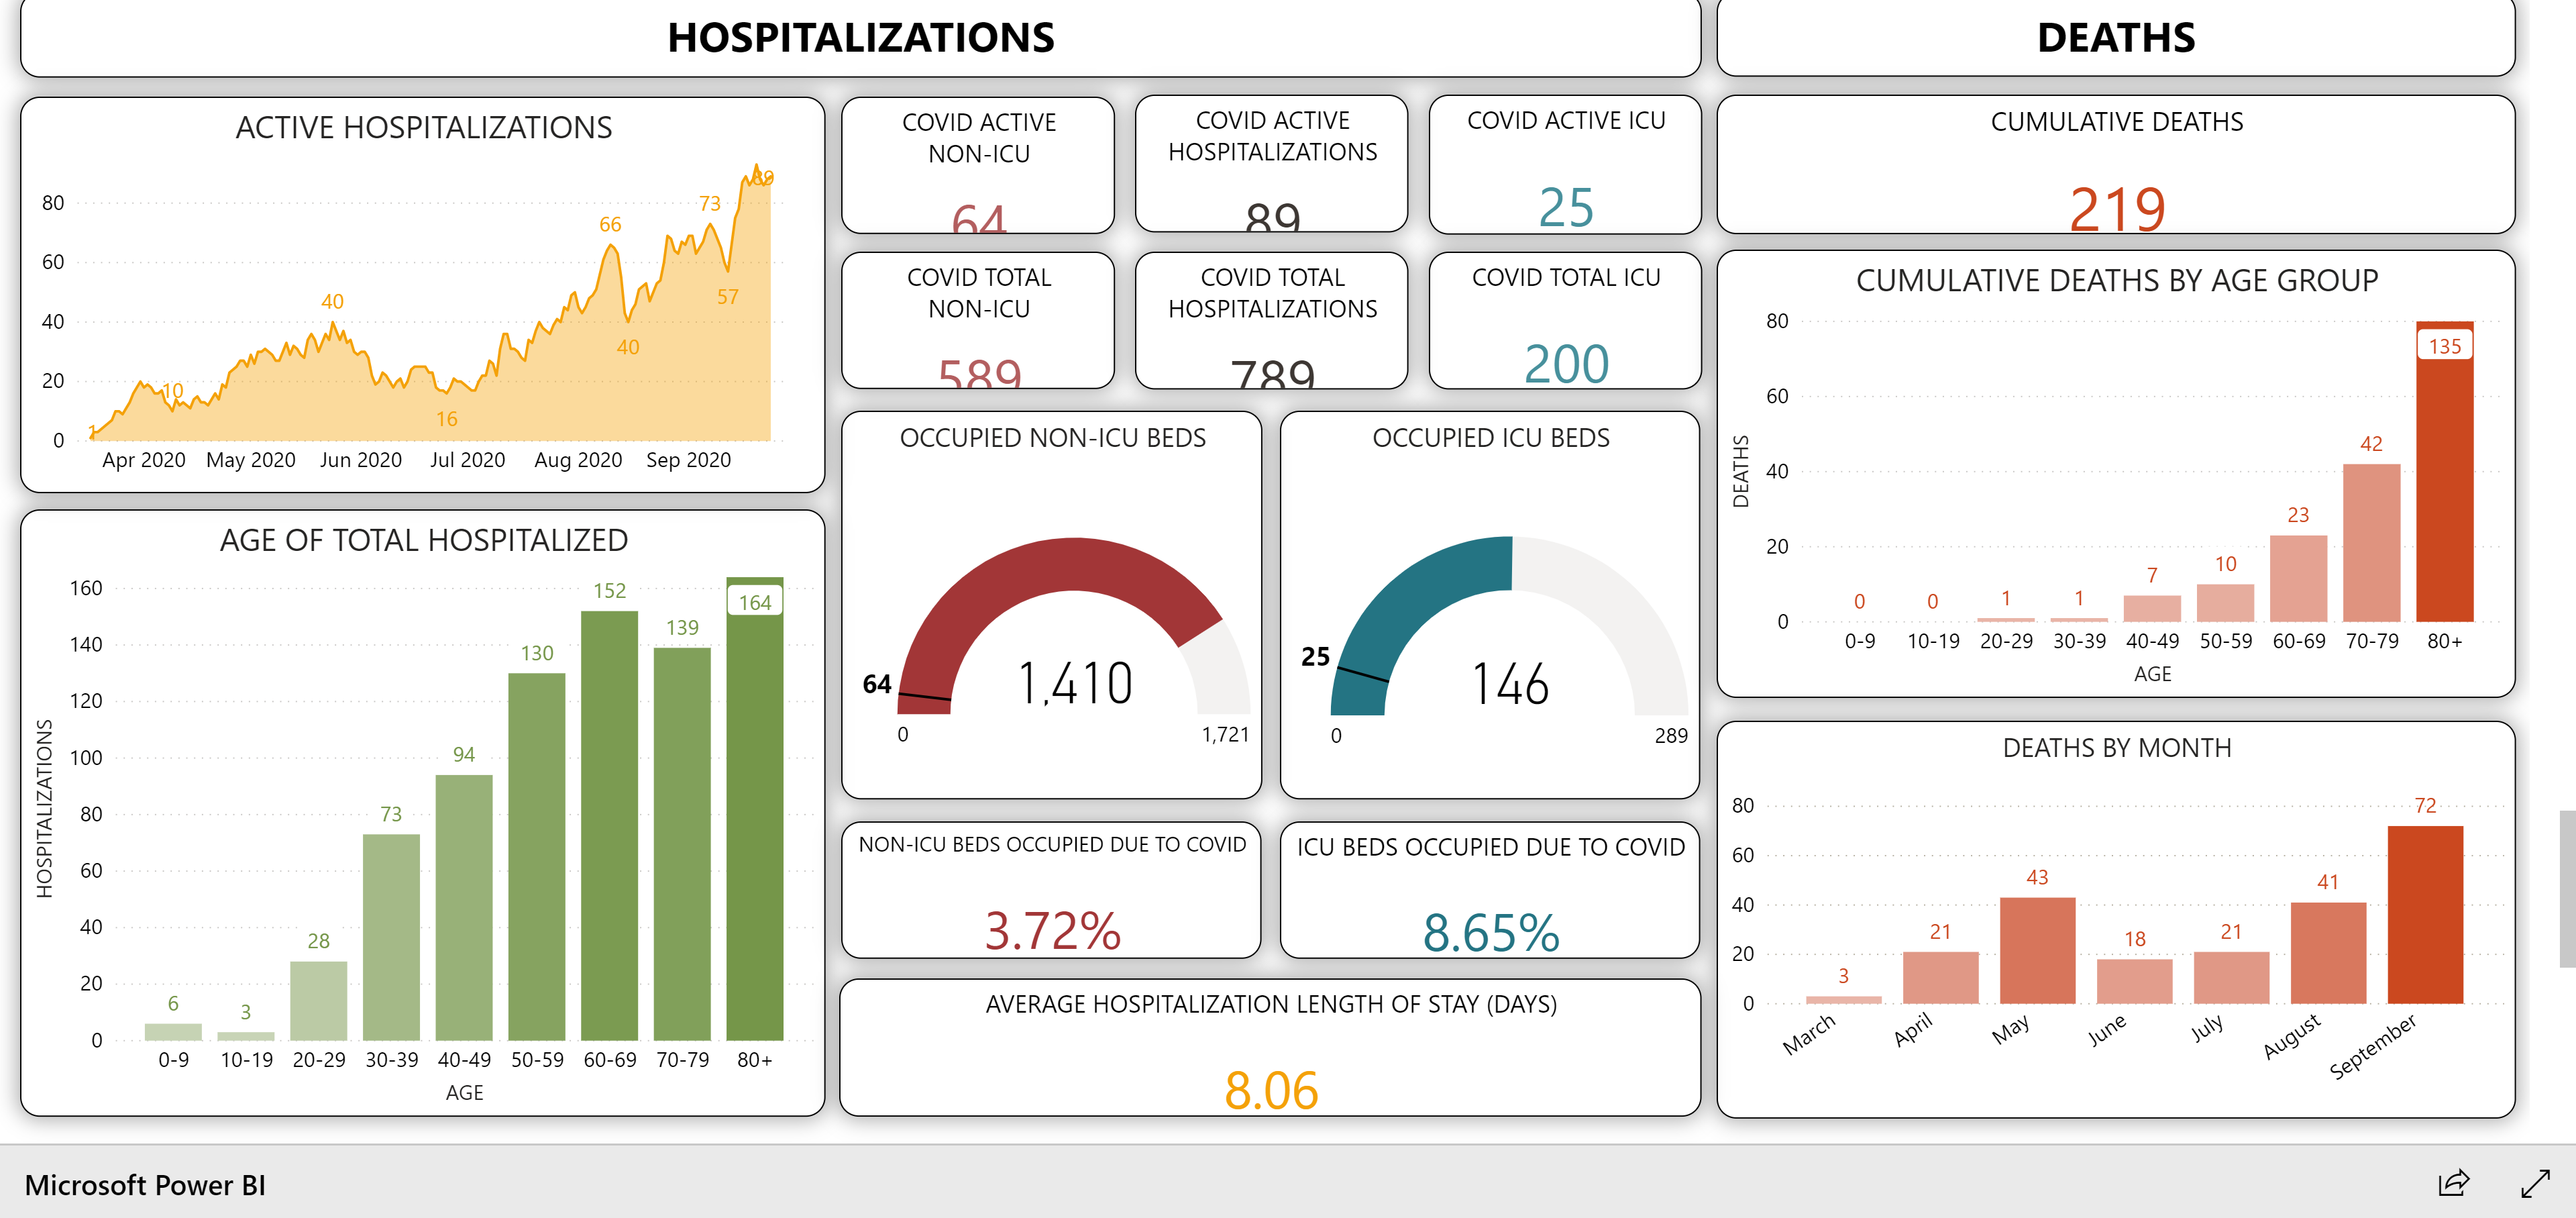 HOSPITALIZATIONS
DEATHS
ACTIVE HOSPITALIZATIONS
80
60
40
20
0
1
10
40
16
66
40
73
57
89
Apr 2020 May 2020 Jun 2020 Jul 2020 Aug 2020 Sep 2020
AGE OF TOTAL HOSPITALIZED
HOSPITALIZATIONS
160
140
120
100
80
60
40
20
0
6
3
28
73
94
130
152
139
164
0-9 10-19 20-29 30-39 40-49 50-59 60-69 70-79 80+
AGE
COVID ACTIVE
NON-ICU
64
COVID ACTIVE
HOSPITALIZATIONS
89
COVID ACTIVE ICU
25
COVID TOTAL
NON-ICU
589
COVID TOTAL
HOSPITALIZATIONS
789
COVID TOTAL ICU
200
OCCUPIED NON-ICU BEDS
64
1,410
0
1,721
OCCUPIED ICU BEDS
25
146
0
289
NON-ICU BEDS OCCUPIED DUE TO COVID
3.72%
ICU BEDS OCCUPIED DUE TO COVID
8.65%
AVERAGE HOSPITALIZATION LENGTH OF STAY (DAYS)
8.06
CUMULATIVE DEATHS
219
CUMULATIVE DEATHS BY AGE GROUP
DEATHS
80
60
40
20
0
0
0
1
1
7
10
23
42
135
0-9 10-19 20-29 30-39 40-49 50-59 60-69 70-79 80+
AGE
DEATHS BY MONTH
80
60
40
20
0
3
21
43
18
21
41
72
March April May June July August September
Microsoft Power BI